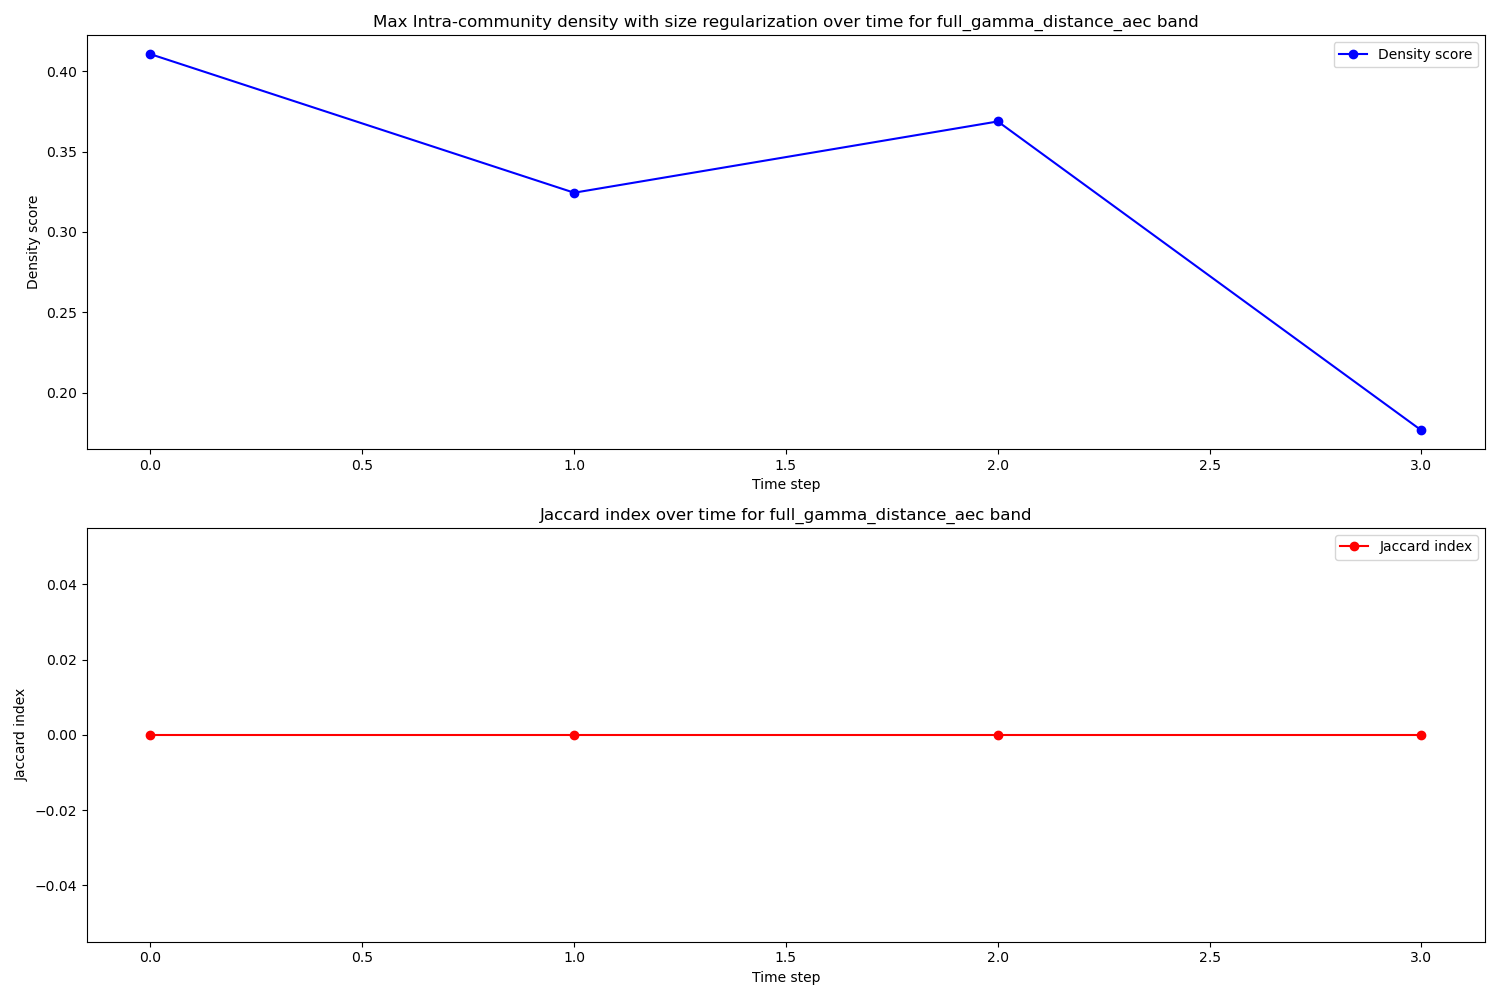 Max Intra-community density with size regularization over time for full_gamma_distance_aec band
Density score
0.40
0.35
0.30
0.25
0.20
Density score
0.0 0.5 1.0 1.5 2.0 2.5 3.0
Time step
Jaccard index over time for full_gamma_distance_aec band
Jaccard index
0.04
0.02
0.00
−0.02
−0.04
Jaccard index
0.0 0.5 1.0 1.5 2.0 2.5 3.0
Time step